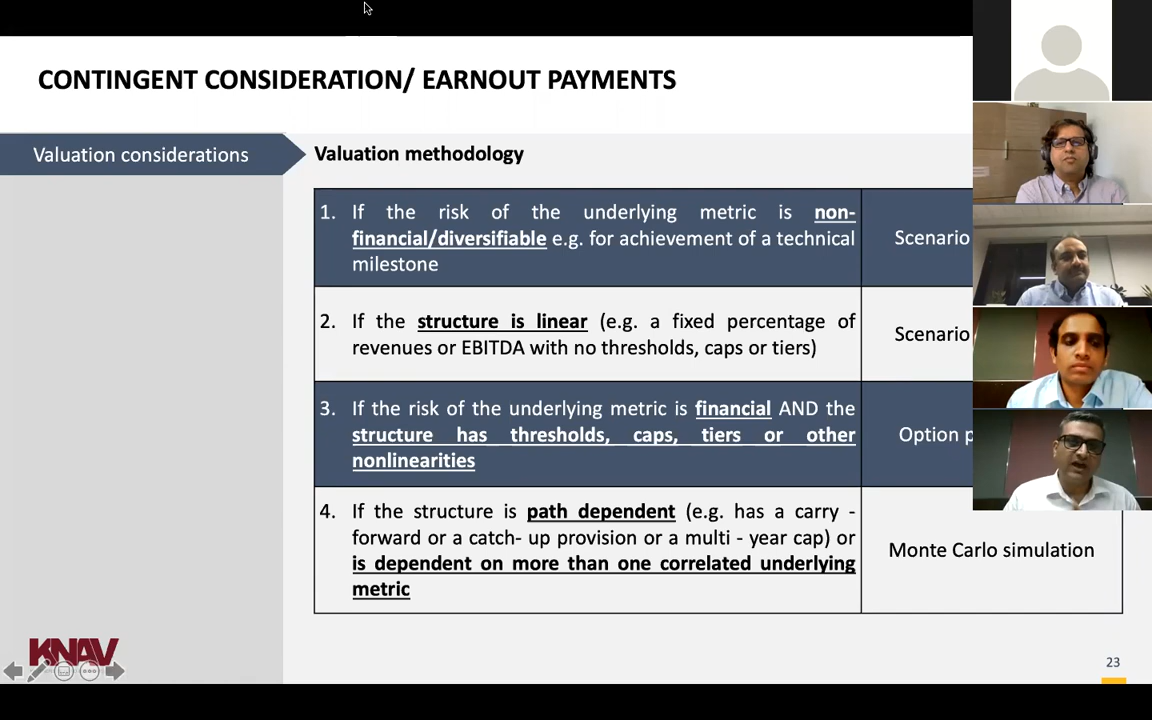 CONTINGENT CONSIDERATION/ EARNOUT PAYMENTS
Valuation considerations
Valuation methodology
1. If the risk of the underlying metric is non-
financial/diversifiable e.g. for achievement of a technical
milestone
Scenario
2. If the structure is linear (e.g. a fixed percentage of
revenues or EBITDA with no thresholds, caps or tiers)
Scenario
3. If the risk of the underlying metric is financial AND the
structure has thresholds, caps, tiers or other
nonlinearities
Option p
4. If the structure is path dependent (e.g. has a carry -
forward or a catch- up provision or a multi - year cap) or
is dependent on more than one correlated underlying
metric
Monte Carlo simulation
KNAV
23